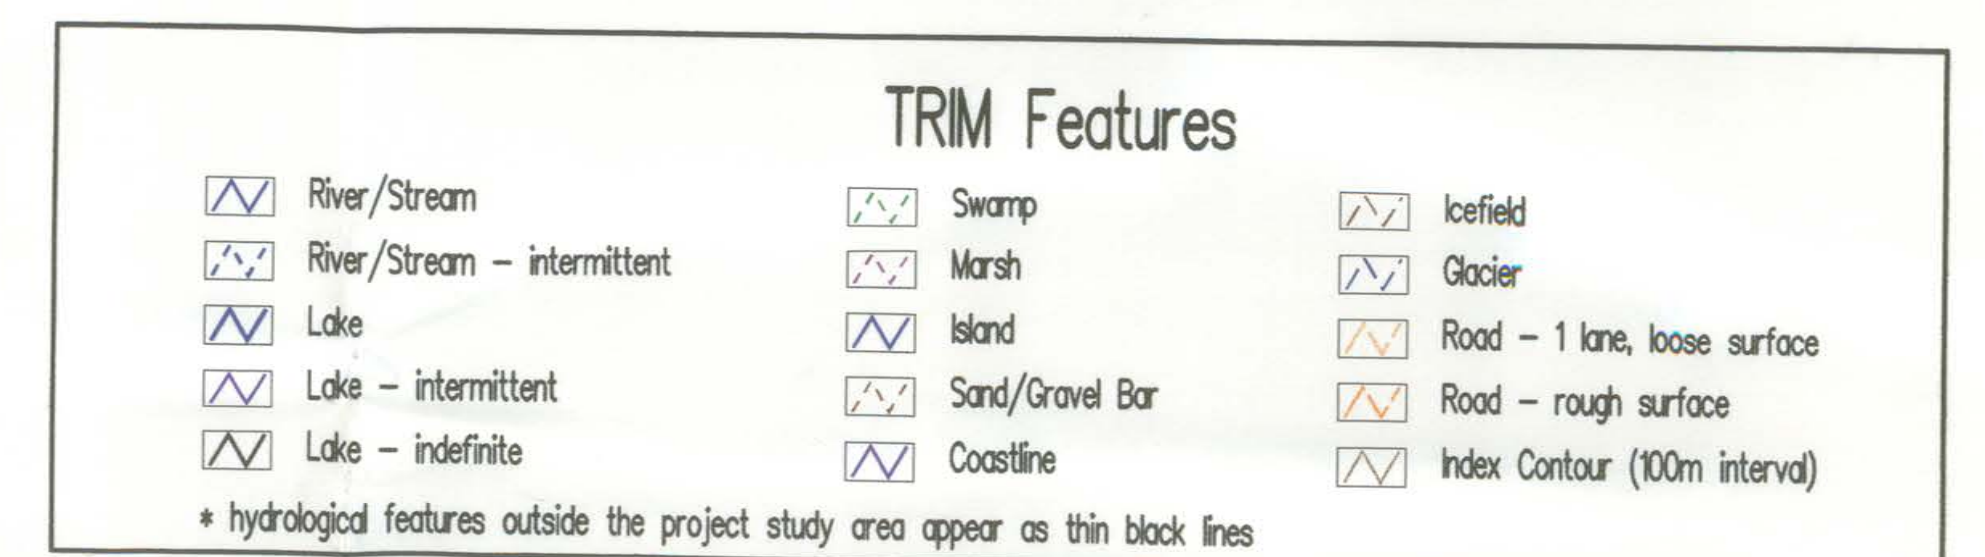 TRIM Features
River/Stream
River/Stream – intermittent
Lake
Lake – intermittent
Lake – indefinite
Swamp
Marsh
Island
Sand/Gravel Bar
Coastline
Icefield
Glacier
Road – 1 lane, loose surface
Road – rough surface
Index Contour (100m interval)
* hydrological features outside the project study area appear as thin black lines